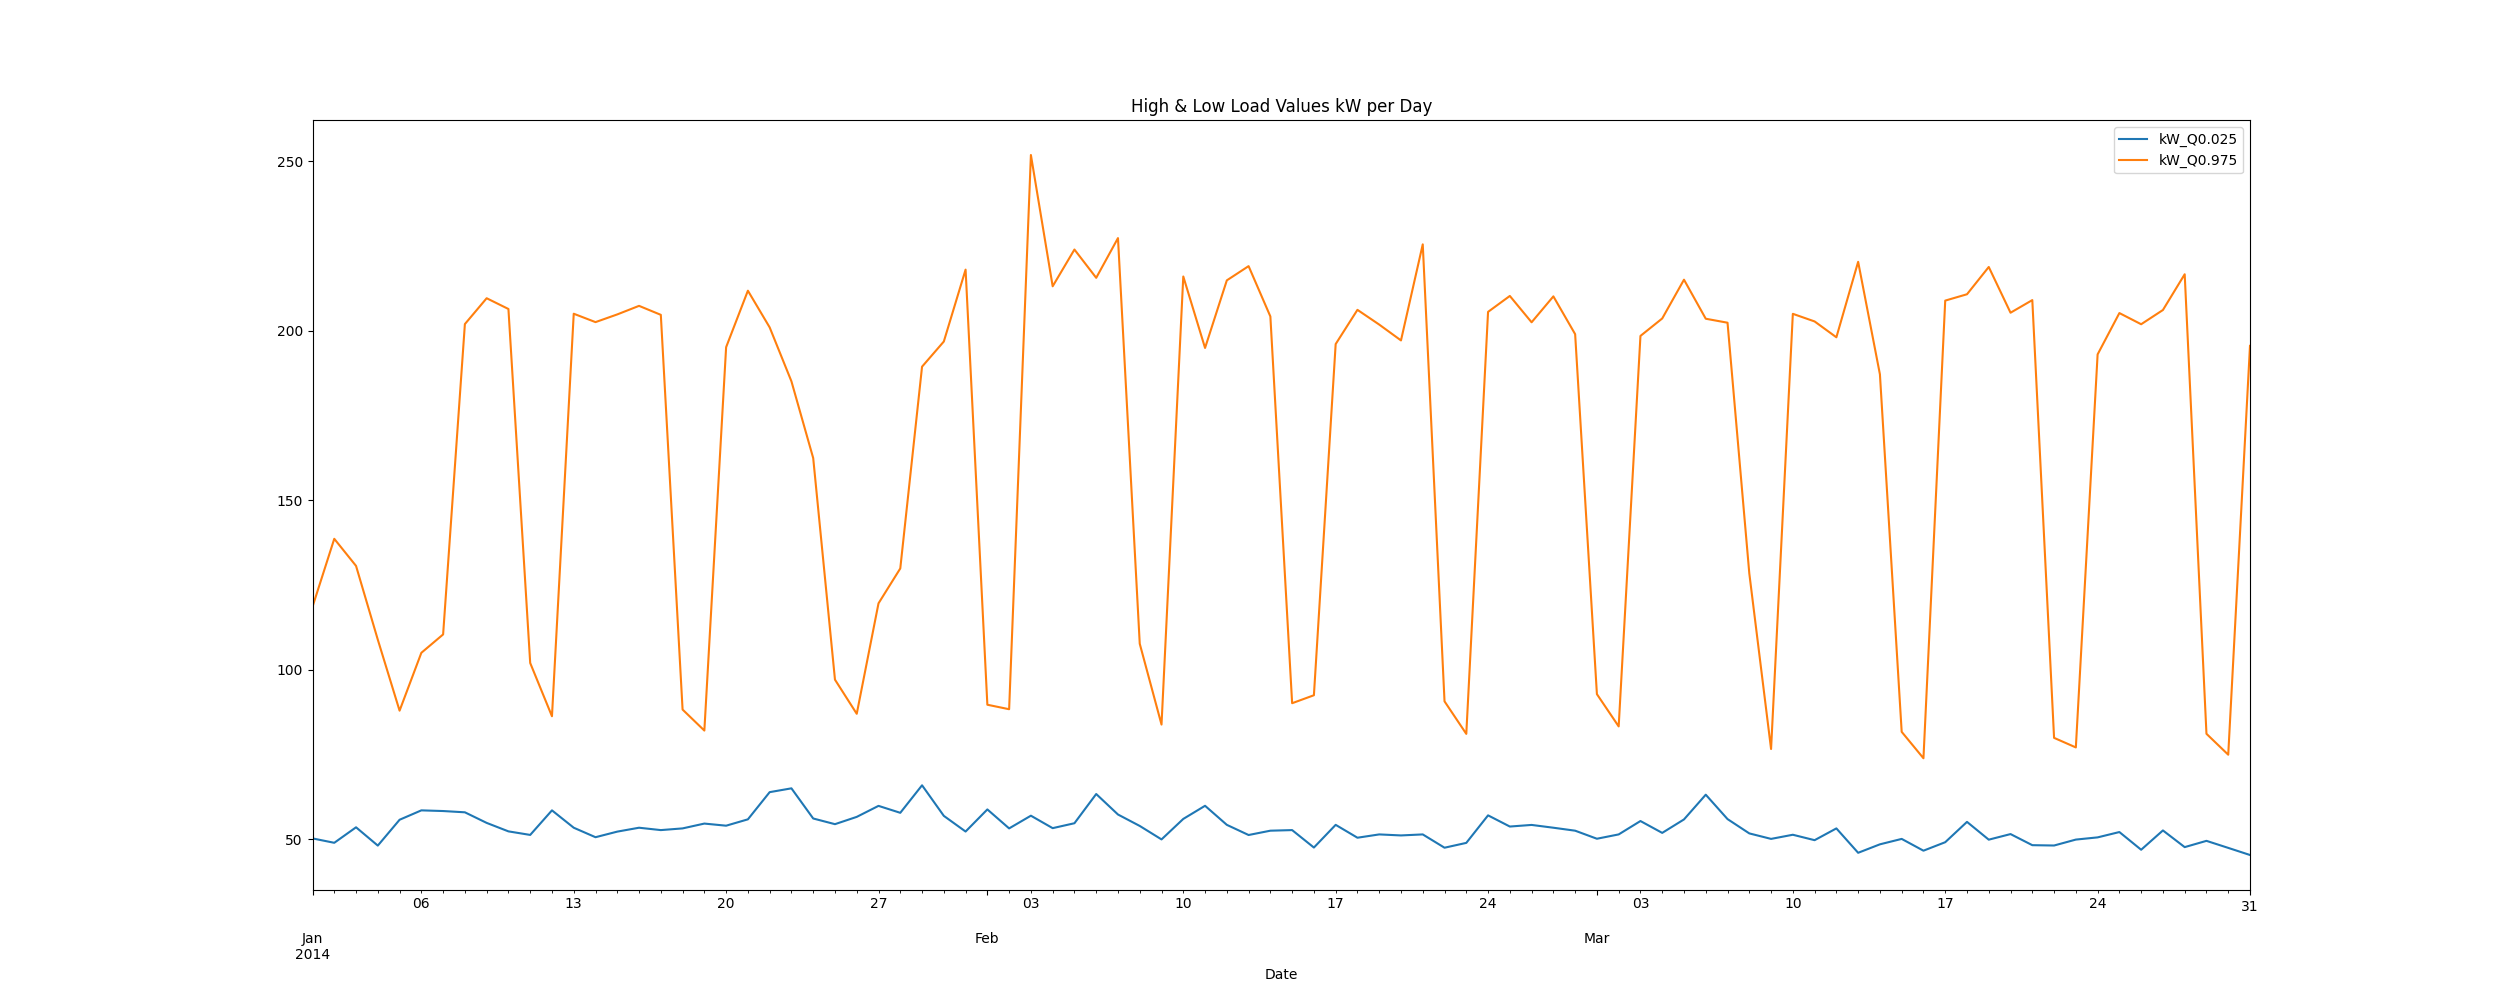 High & Low Load Values kW per Day
kW_Q0.025
kW_Q0.975
250
200
150
100
50
06 13 20 27 03 10 17 24 03 10 17 24 31
Jan Feb Mar
2014
Date